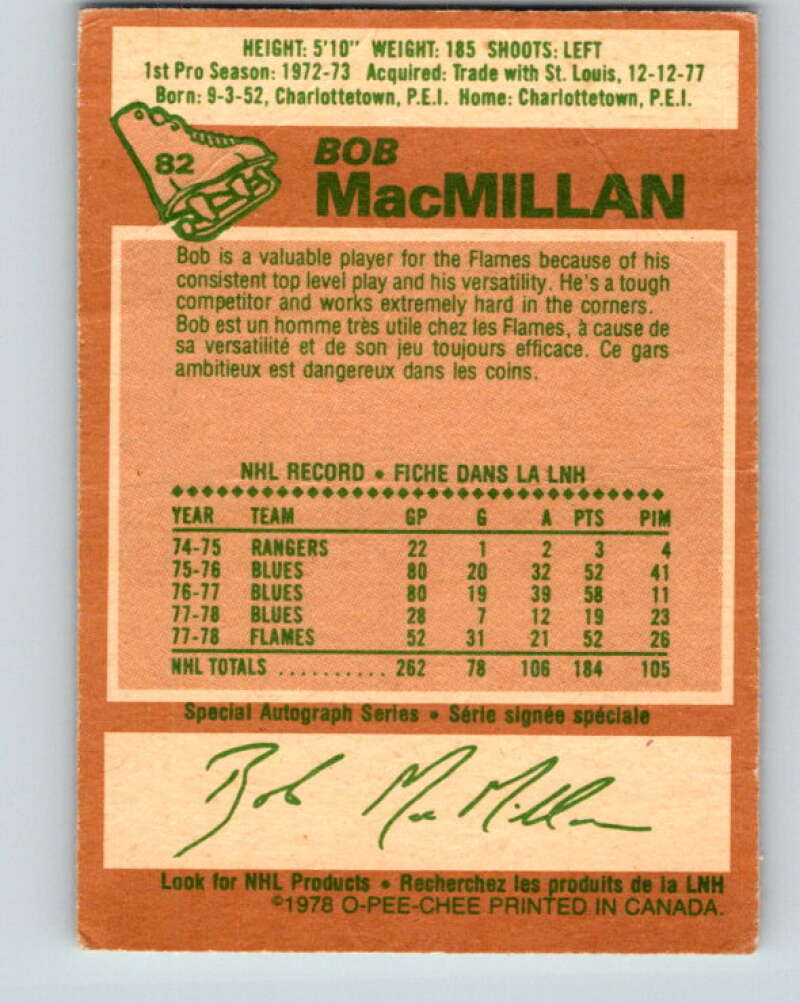 HEIGHT: 5'10" WEIGHT: 185 SHOOTS: LEFT
1st Pro Season: 1972-73 Acquired: Trade with St. Louis, 12-12-77
Born: 9-3-52, Charlottetown, P.E.I. Home: Charlottetown, P.E.I.
82
BOB
MacMILLAN
Bob is a valuable player for the Flames because of his
consistent top level play and his versatility. He's a tough
competitor and works extremely hard in the corners.
Bob est un homme très utile chez les Flames, à cause de
sa versatilité et de son jeu toujours efficace. Ce gars
ambitieux est dangereux dans les coins.
NHL RECORD • FICHE DANS LA LNH
YEAR TEAM GP G A PTS PIM
74-75 RANGERS 22 1 2 3 4
75-76 BLUES 80 20 32 52 41
76-77 BLUES 80 19 39 58 11
77-78 BLUES 28 7 12 19 23
77-78 FLAMES 52 31 21 52 26
NHL TOTALS .......... 262 78 106 184 105
Special Autograph Series • Série signée spéciale
Bob MacMillan
Look for NHL Products • Recherchez les produits de la LNH
©1978 O-PEE-CHEE PRINTED IN CANADA.